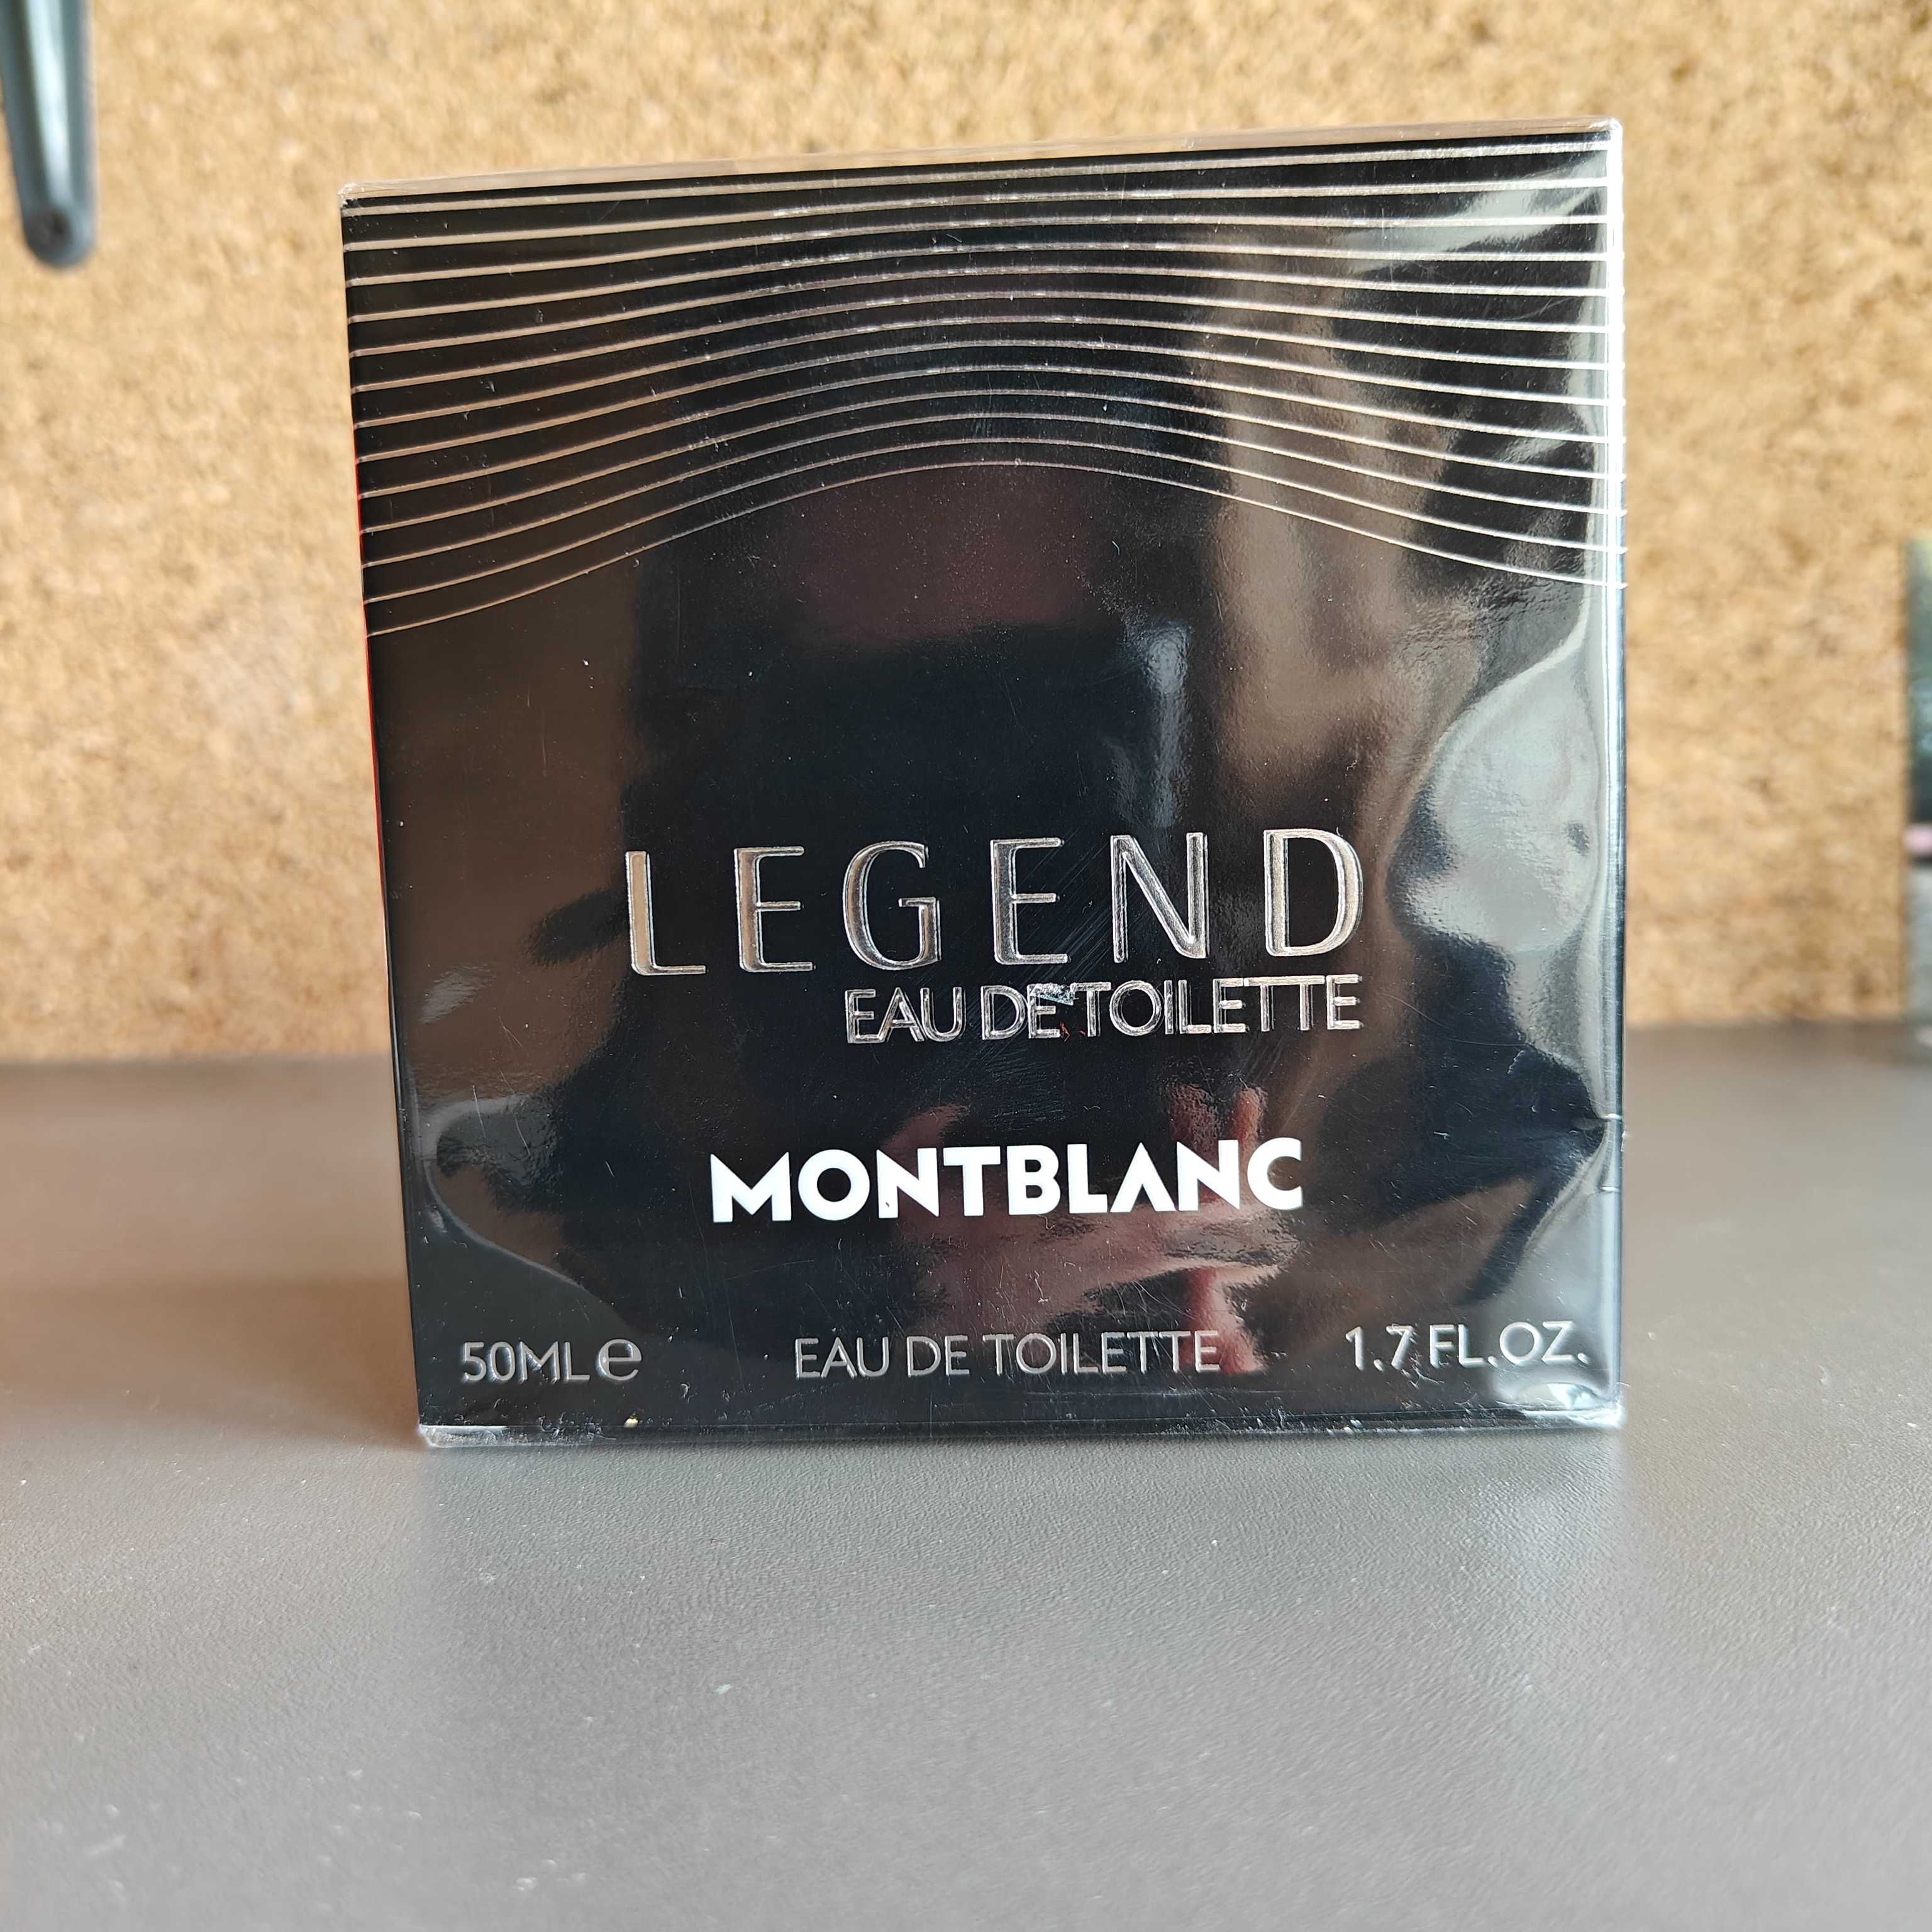 LEGEND
EAU DE TOILETTE
MONTBLANC
50ML e EAU DE TOILETTE 1.7 FL.OZ.